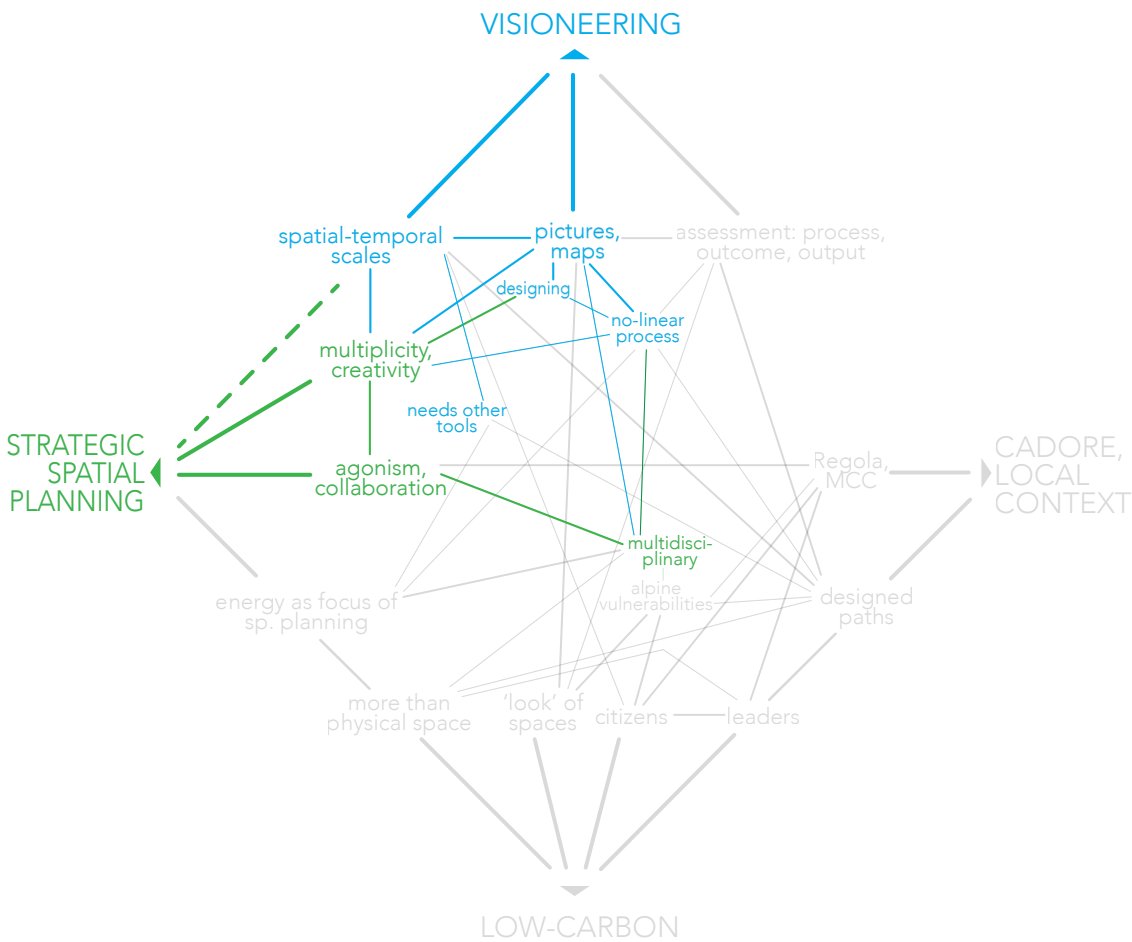 VISIONEERING
spatial-temporal
scales
pictures,
maps
assessment: process,
outcome, output
designing
no-linear
process
multiplicity,
creativity
needs other
tools
STRATEGIC
SPATIAL
PLANNING
agonism,
collaboration
Regola,
MCC
CADORE,
LOCAL
CONTEXT
multidisci-
plinary
alpine
vulnerabilities
energy as focus of
sp. planning
designed
paths
more than
physical space
'look' of
spaces
citizens
leaders
LOW-CARBON